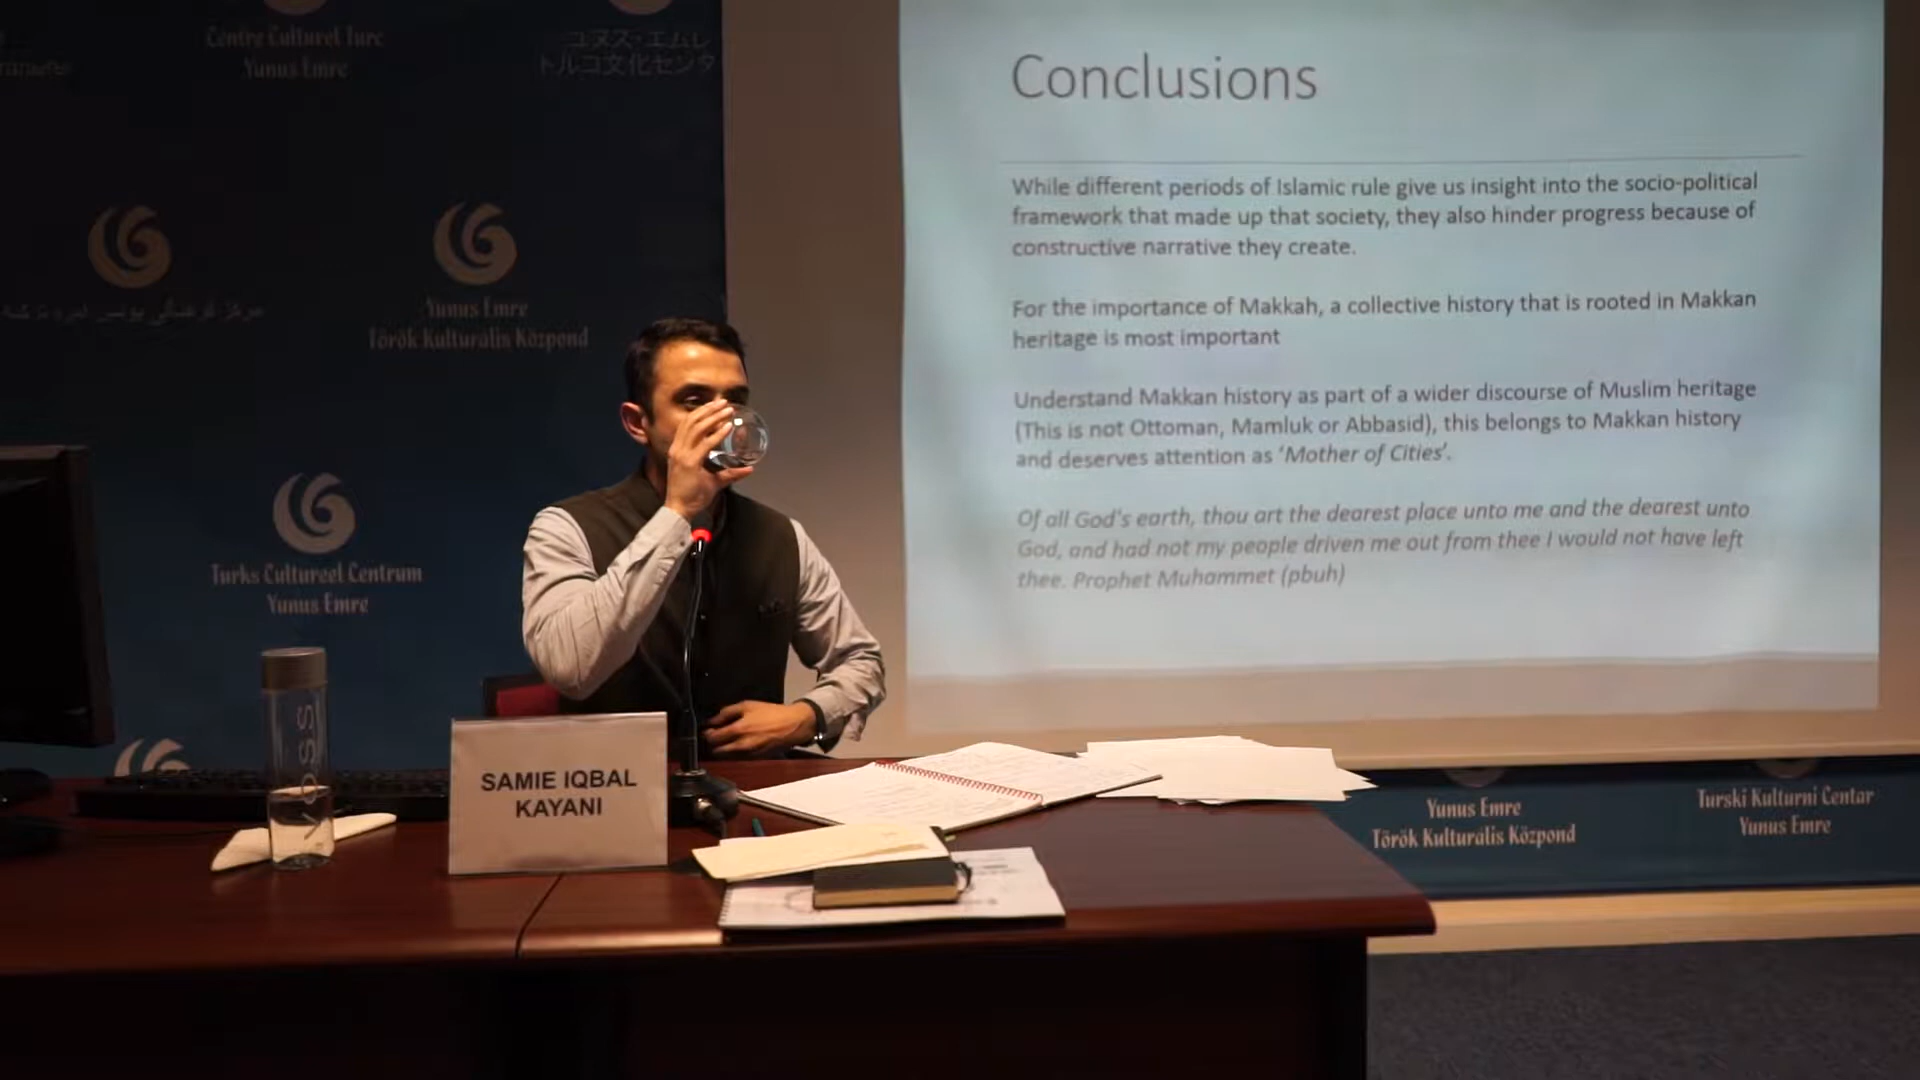 Centre Culturel Turc
Yunus Emre
ユヌス・エムレ
トルコ文化センタ
Yunus Emre
Török Kulturális Központ
Turks Cultureel Centrum
Yunus Emre
Conclusions
While different periods of Islamic rule give us insight into the socio-political
framework that made up that society, they also hinder progress because of
constructive narrative they create.
For the importance of Makkah, a collective history that is rooted in Makkan
heritage is most important
Understand Makkan history as part of a wider discourse of Muslim heritage
(This is not Ottoman, Mamluk or Abbasid), this belongs to Makkan history
and deserves attention as ‘Mother of Cities’.
Of all God's earth, thou art the dearest place unto me and the dearest unto
God, and had not my people driven me out from thee I would not have left
thee. Prophet Muhammet (pbuh)
VOSS
SAMIE IQBAL
KAYANI
Yunus Emre
Török Kulturális Központ
Turski Kulturni Centar
Yunus Emre